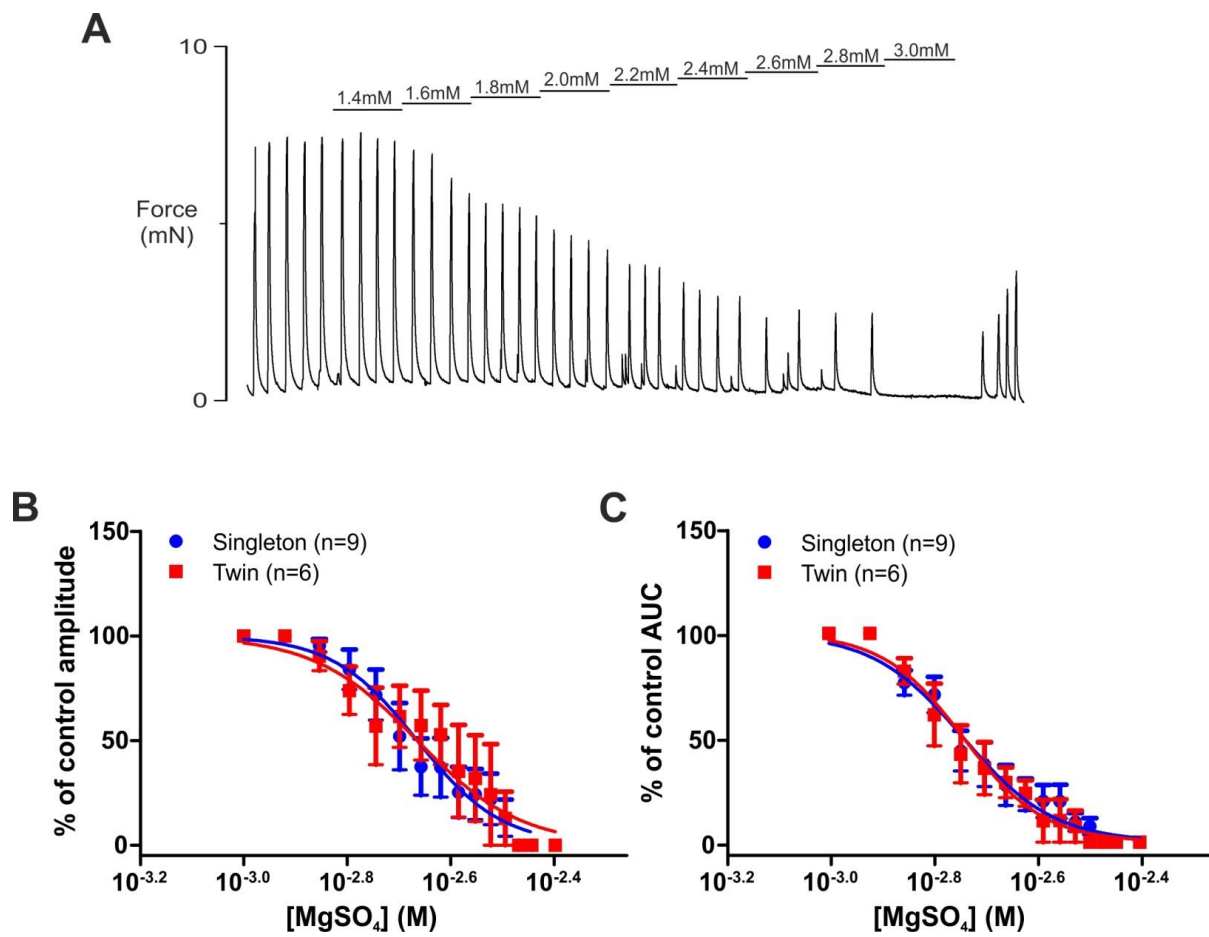 A
10
3.0mM
2.8mM
2.6mM
2.4mM
2.2mM
2.0mM
1.8mM
1.6mM
1.4mM
Force
(mN)
0
B
150
Singleton (n=9)
Twin (n=6)
100
50
0
% of control amplitude
10-3.2 10-3.0 10-2.8 10-2.6 10-2.4
[MgSO4] (M)
C
150
Singleton (n=9)
Twin (n=6)
100
50
0
% of control AUC
10-3.2 10-3.0 10-2.8 10-2.6 10-2.4
[MgSO4] (M)